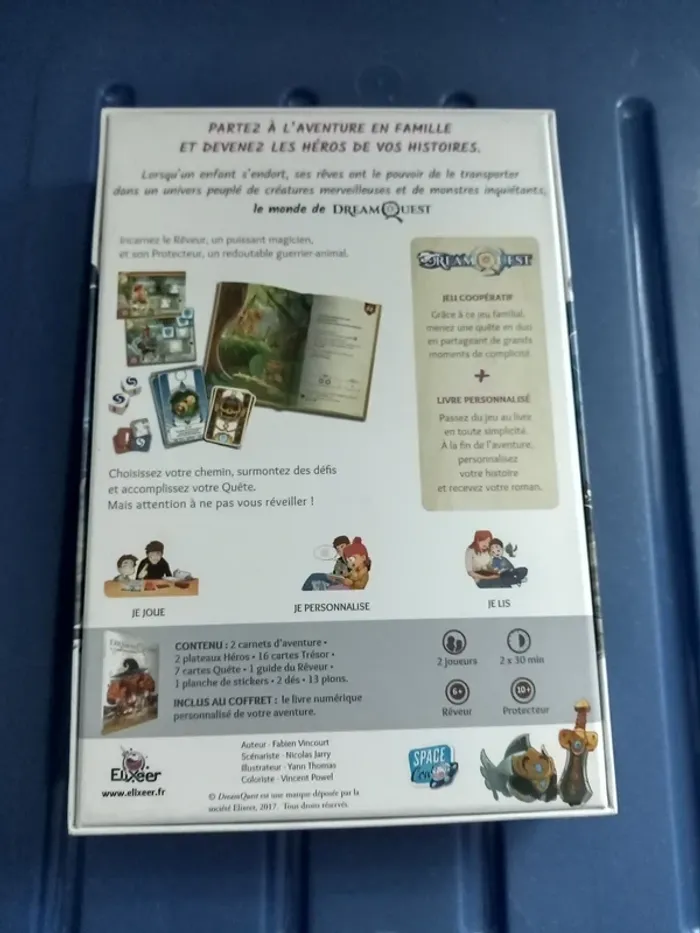 PARTEZ À L'AVENTURE EN FAMILLE
ET DEVENEZ LES HÉROS DE VOS HISTOIRES.
Lorsqu'un enfant s'endort, ses rêves ont le pouvoir de le transporter
dans un univers peuplé de créatures merveilleuses et de monstres inquiétants,
le monde de DREAMQUEST
Incarnez le Rêveur, un puissant magicien,
et son Protecteur, un redoutable guerrier-animal.
DREAMQUEST
JEU COOPÉRATIF
Grâce à ce jeu familial,
menez une quête en duo
en partageant de grands
moments de complicité
+
LIVRE PERSONNALISÉ
Passez du jeu au livre
en toute simplicité.
À la fin de l'aventure,
personnalisez
votre histoire
et recevez votre roman.
Choisissez votre chemin, surmontez des défis
et accomplissez votre Quête.
Mais attention à ne pas vous réveiller !
JE JOUE
JE PERSONNALISE
JE LIS
CONTENU : 2 carnets d'aventure •
2 plateaux Héros • 16 cartes Trésor •
7 cartes Quête • 1 guide du Rêveur •
1 planche de stickers • 2 dés • 13 pions.
INCLUS AU COFFRET : le livre numérique
personnalisé de votre aventure.
2 joueurs
2 x 30 min
6+
Rêveur
10+
Protecteur
EliXeer
www.elixeer.fr
Auteur · Fabien Vincourt
Scénariste · Nicolas Jarry
Illustrateur · Yann Thomas
Coloriste · Vincent Powel
© DreamQuest est une marque déposée par la
société Elixeer, 2017. Tous droits réservés.
SPACE
Cow